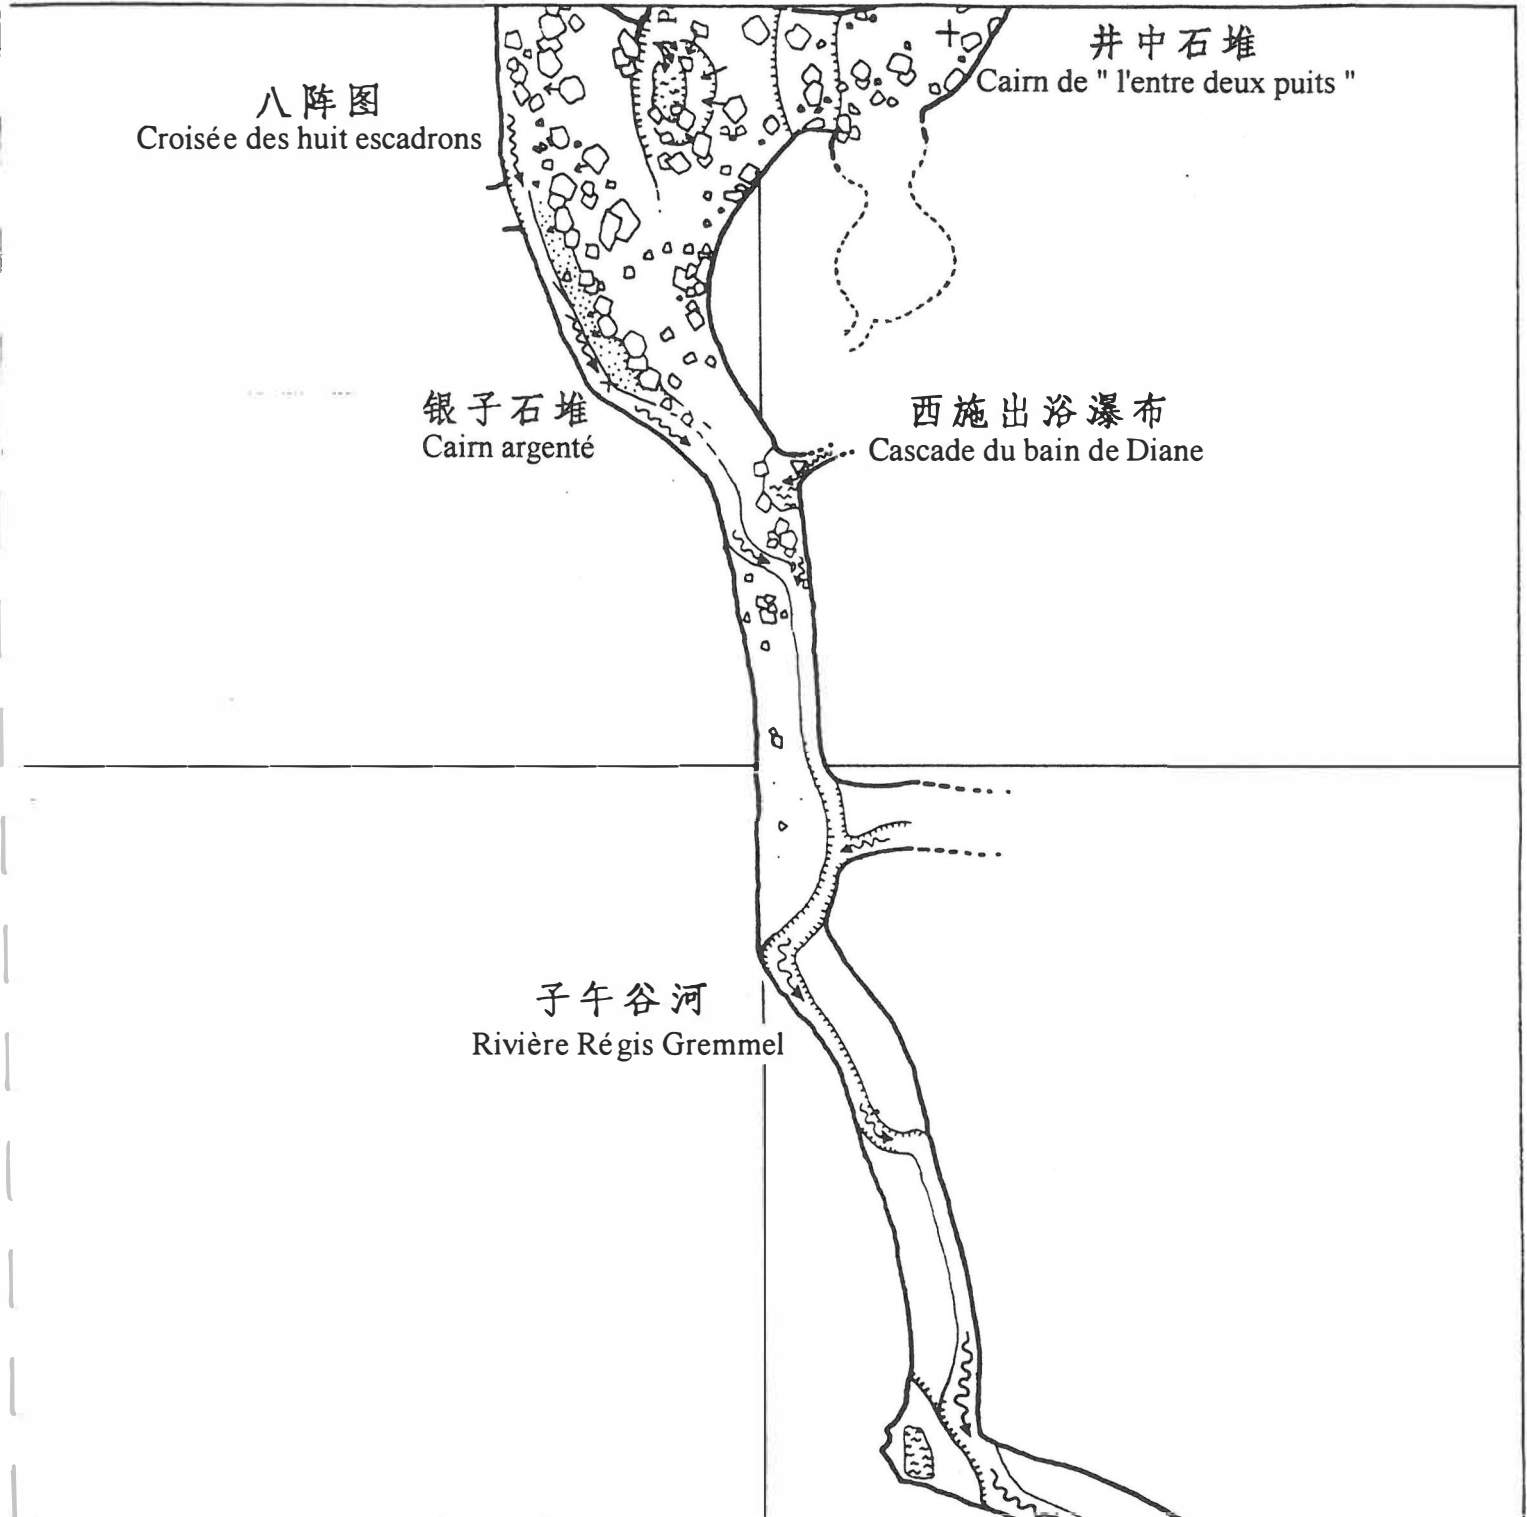 井中石堆
Cairn de " l'entre deux puits "
八阵图
Croisée des huit escadrons
P
银子石堆
Cairn argenté
西施出浴瀑布
Cascade du bain de Diane
子午谷河
Rivière Régis Gremmel